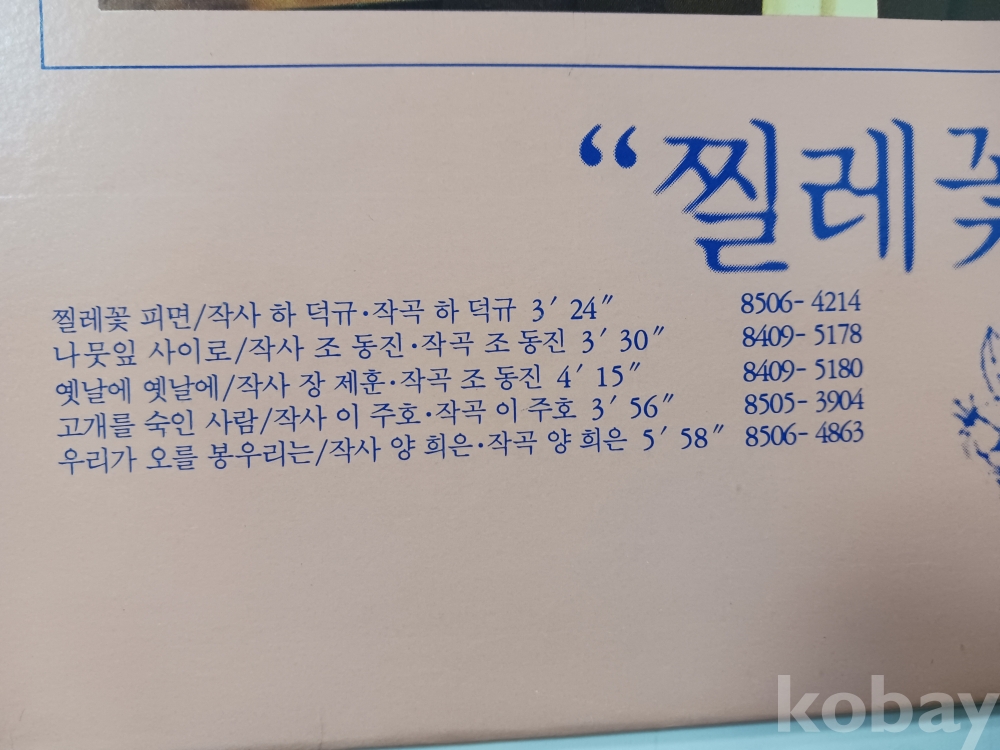 “찔레꽃
찔레꽃 피면/작사 하 덕규·작곡 하 덕규 3′ 24″ 8506-4214
나뭇잎 사이로/작사 조 동진·작곡 조 동진 3′ 30″ 8409-5178
옛날에 옛날에/작사 장 제훈·작곡 조 동진 4′ 15″ 8409-5180
고개를 숙인 사람/작사 이 주호·작곡 이 주호 3′ 56″ 8505-3904
우리가 오를 봉우리는/작사 양 희은·작곡 양 희은 5′ 58″ 8506-4863
kobay